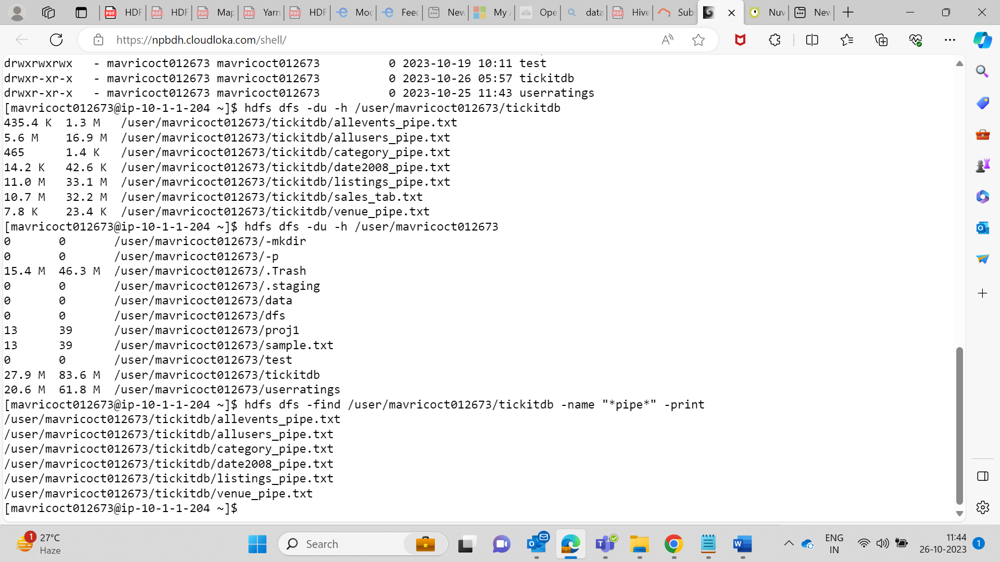 HDF
HDF
Map
Yarn
HDF
Moc
Feed
New
My
Ope
data
Hive
Sub
Nuv
New
https://npbdh.cloudloka.com/shell/
drwxrwxrwx - mavricoct012673 mavricoct012673 0 2023-10-19 10:11 test
drwxr-xr-x - mavricoct012673 mavricoct012673 0 2023-10-26 05:57 tickitdb
drwxr-xr-x - mavricoct012673 mavricoct012673 0 2023-10-25 11:43 userratings
[mavricoct012673@ip-10-1-1-204 ~]$ hdfs dfs -du -h /user/mavricoct012673/tickitdb
435.4 K 1.3 M /user/mavricoct012673/tickitdb/allevents_pipe.txt
5.6 M 16.9 M /user/mavricoct012673/tickitdb/allusers_pipe.txt
465 1.4 K /user/mavricoct012673/tickitdb/category_pipe.txt
14.2 K 42.6 K /user/mavricoct012673/tickitdb/date2008_pipe.txt
11.0 M 33.1 M /user/mavricoct012673/tickitdb/listings_pipe.txt
10.7 M 32.2 M /user/mavricoct012673/tickitdb/sales_tab.txt
7.8 K 23.4 K /user/mavricoct012673/tickitdb/venue_pipe.txt
[mavricoct012673@ip-10-1-1-204 ~]$ hdfs dfs -du -h /user/mavricoct012673
0 0 /user/mavricoct012673/-mkdir
0 0 /user/mavricoct012673/-p
15.4 M 46.3 M /user/mavricoct012673/.Trash
0 0 /user/mavricoct012673/.staging
0 0 /user/mavricoct012673/data
0 0 /user/mavricoct012673/dfs
13 39 /user/mavricoct012673/proj1
13 39 /user/mavricoct012673/sample.txt
0 0 /user/mavricoct012673/test
27.9 M 83.6 M /user/mavricoct012673/tickitdb
20.6 M 61.8 M /user/mavricoct012673/userratings
[mavricoct012673@ip-10-1-1-204 ~]$ hdfs dfs -find /user/mavricoct012673/tickitdb -name "*pipe*" -print
/user/mavricoct012673/tickitdb/allevents_pipe.txt
/user/mavricoct012673/tickitdb/allusers_pipe.txt
/user/mavricoct012673/tickitdb/category_pipe.txt
/user/mavricoct012673/tickitdb/date2008_pipe.txt
/user/mavricoct012673/tickitdb/listings_pipe.txt
/user/mavricoct012673/tickitdb/venue_pipe.txt
[mavricoct012673@ip-10-1-1-204 ~]$
1
27°C
Haze
Search
ENG
IN
11:44
26-10-2023
1